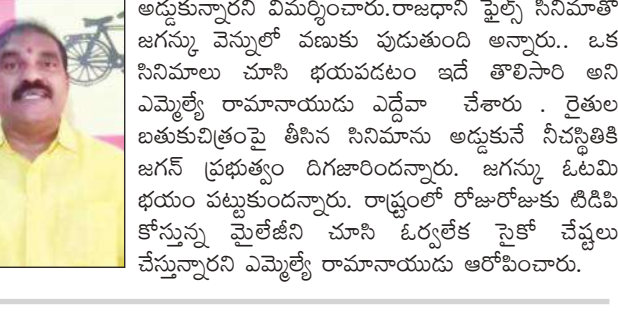 అడ్డుకున్నారని విమర్శించారు.రాజధాని ఫైల్స్ సినిమాతో
జగన్కు వెన్నులో వణుకు పుడుతుంది అన్నారు.. ఒక
సినిమాలు చూసి భయపడటం ఇదే తొలిసారి అని
ఎమ్మెల్యే రామానాయుడు ఎద్దేవా చేశారు . రైతుల
బతుకుచిత్రంపై తీసిన సినిమాను అడ్డుకునే నీచస్థితికి
జగన్ ప్రభుత్వం దిగజారిందన్నారు. జగన్కు ఓటమి
భయం పట్టుకుందన్నారు. రాష్ట్రంలో రోజురోజుకు టిడిపి
కోస్తున్న మైలేజీని చూసి ఓర్వలేక సైకో చేష్టలు
చేస్తున్నారని ఎమ్మెల్యే రామానాయుడు ఆరోపించారు.